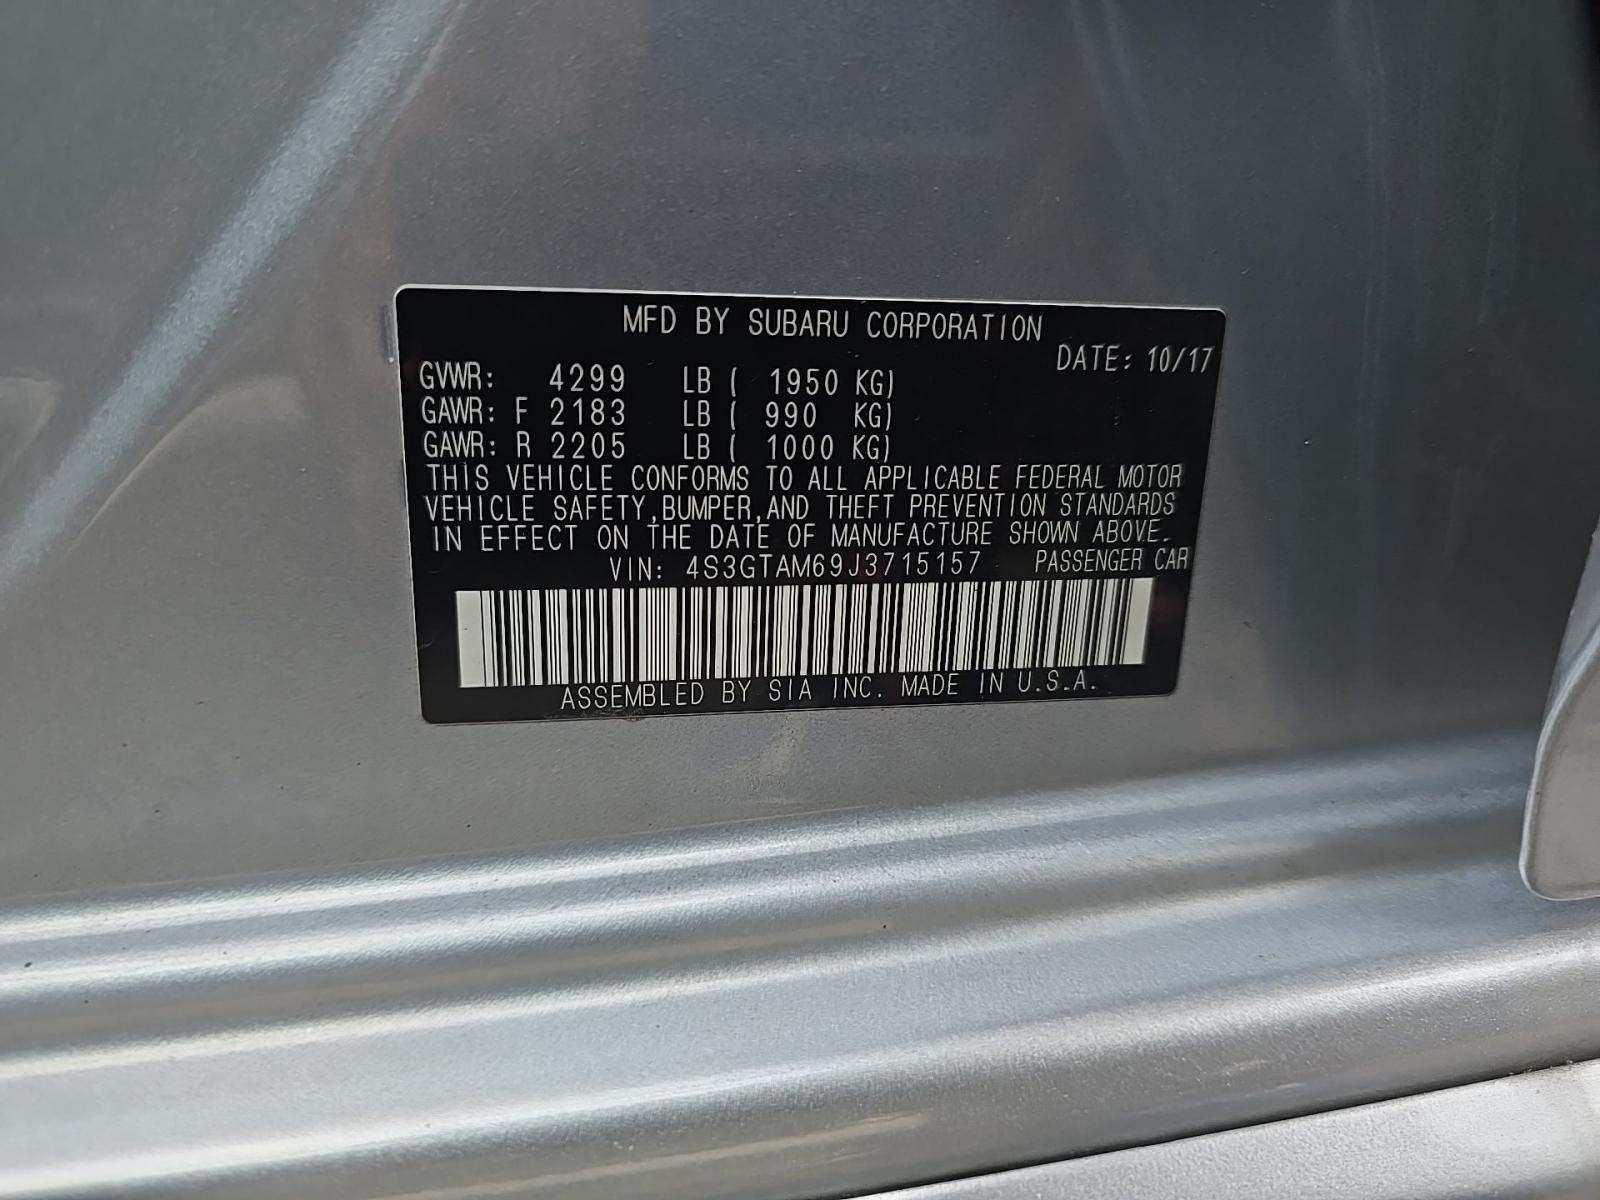 MFD BY SUBARU CORPORATION
DATE: 10/17
GVWR: 4299 LB ( 1950 KG)
GAWR: F 2183 LB ( 990 KG)
GAWR: R 2205 LB ( 1000 KG)
THIS VEHICLE CONFORMS TO ALL APPLICABLE FEDERAL MOTOR
VEHICLE SAFETY,BUMPER,AND THEFT PREVENTION STANDARDS
IN EFFECT ON THE DATE OF MANUFACTURE SHOWN ABOVE.
VIN: 4S3GTAM69J3715157 PASSENGER CAR
ASSEMBLED BY SIA INC. MADE IN U.S.A.